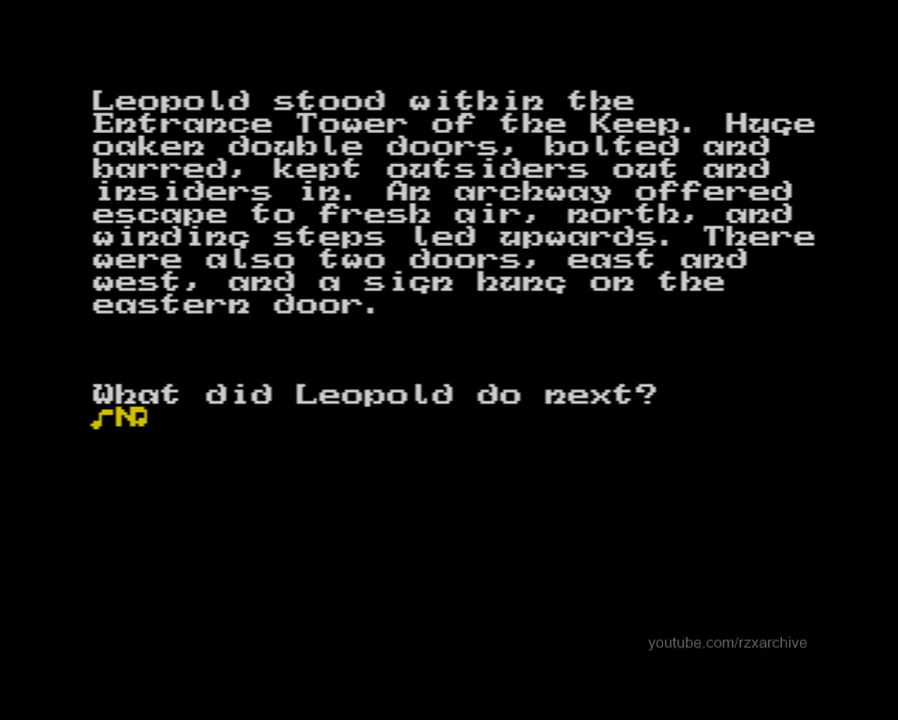 Leopold stood within the
Entrance Tower of the Keep. Huge
oaken double doors, bolted and
barred, kept outsiders out and
insiders in. An archway offered
escape to fresh air, north, and
winding steps led upwards. There
were also two doors, east and
west, and a sign hung on the
eastern door.
What did Leopold do next?
youtube.com/rzxarchive